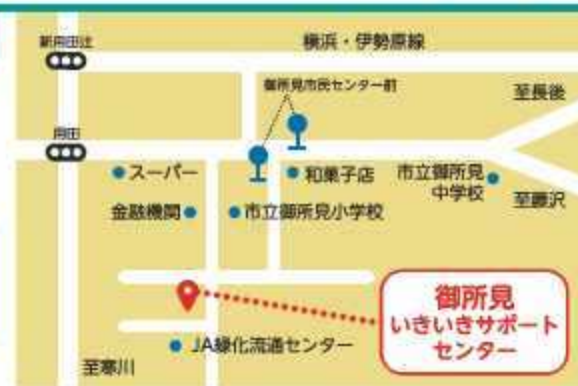 新用田辻
横浜・伊勢原線
御所見市民センター前
至長後
用田
スーパー
和菓子店
市立御所見
中学校
至藤沢
金融機関
市立御所見小学校
御所見
いきいきサポート
センター
JA緑化流通センター
至寒川